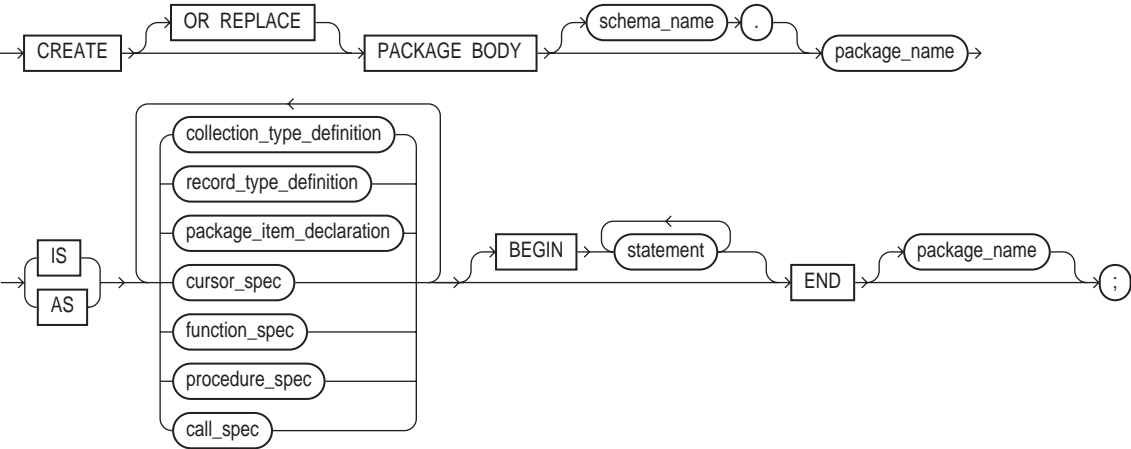 OR REPLACE
schema_name .
CREATE
PACKAGE BODY
package_name
collection_type_definition
record_type_definition
package_item_declaration
IS
AS
cursor_spec
function_spec
procedure_spec
call_spec
BEGIN
statement
END
package_name
;